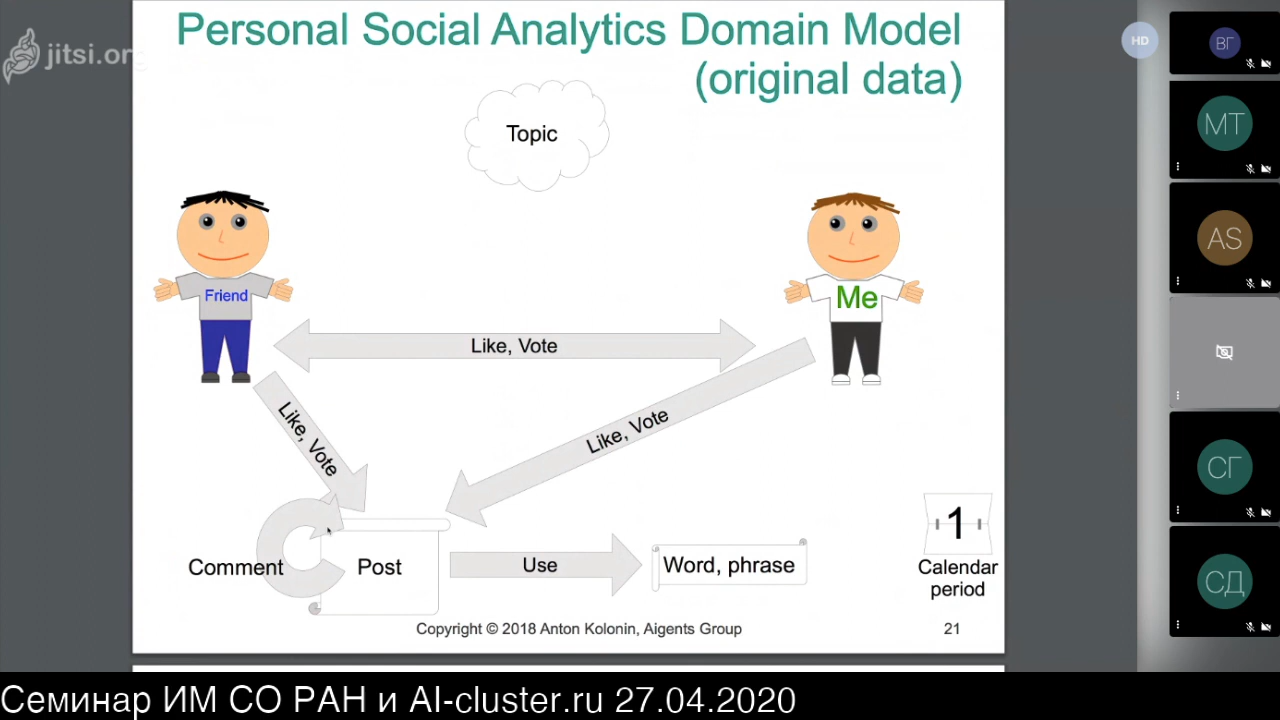 Personal Social Analytics Domain Model
(original data)
jitsi.org
HD
ВГ
МТ
AS
СГ
СД
Topic
Friend
Me
Like, Vote
Like, Vote
Like, Vote
Comment
Post
Use
Word, phrase
1
Calendar
period
Copyright © 2018 Anton Kolonin, Aigents Group
21
Семинар ИМ СО РАН и AI-cluster.ru 27.04.2020